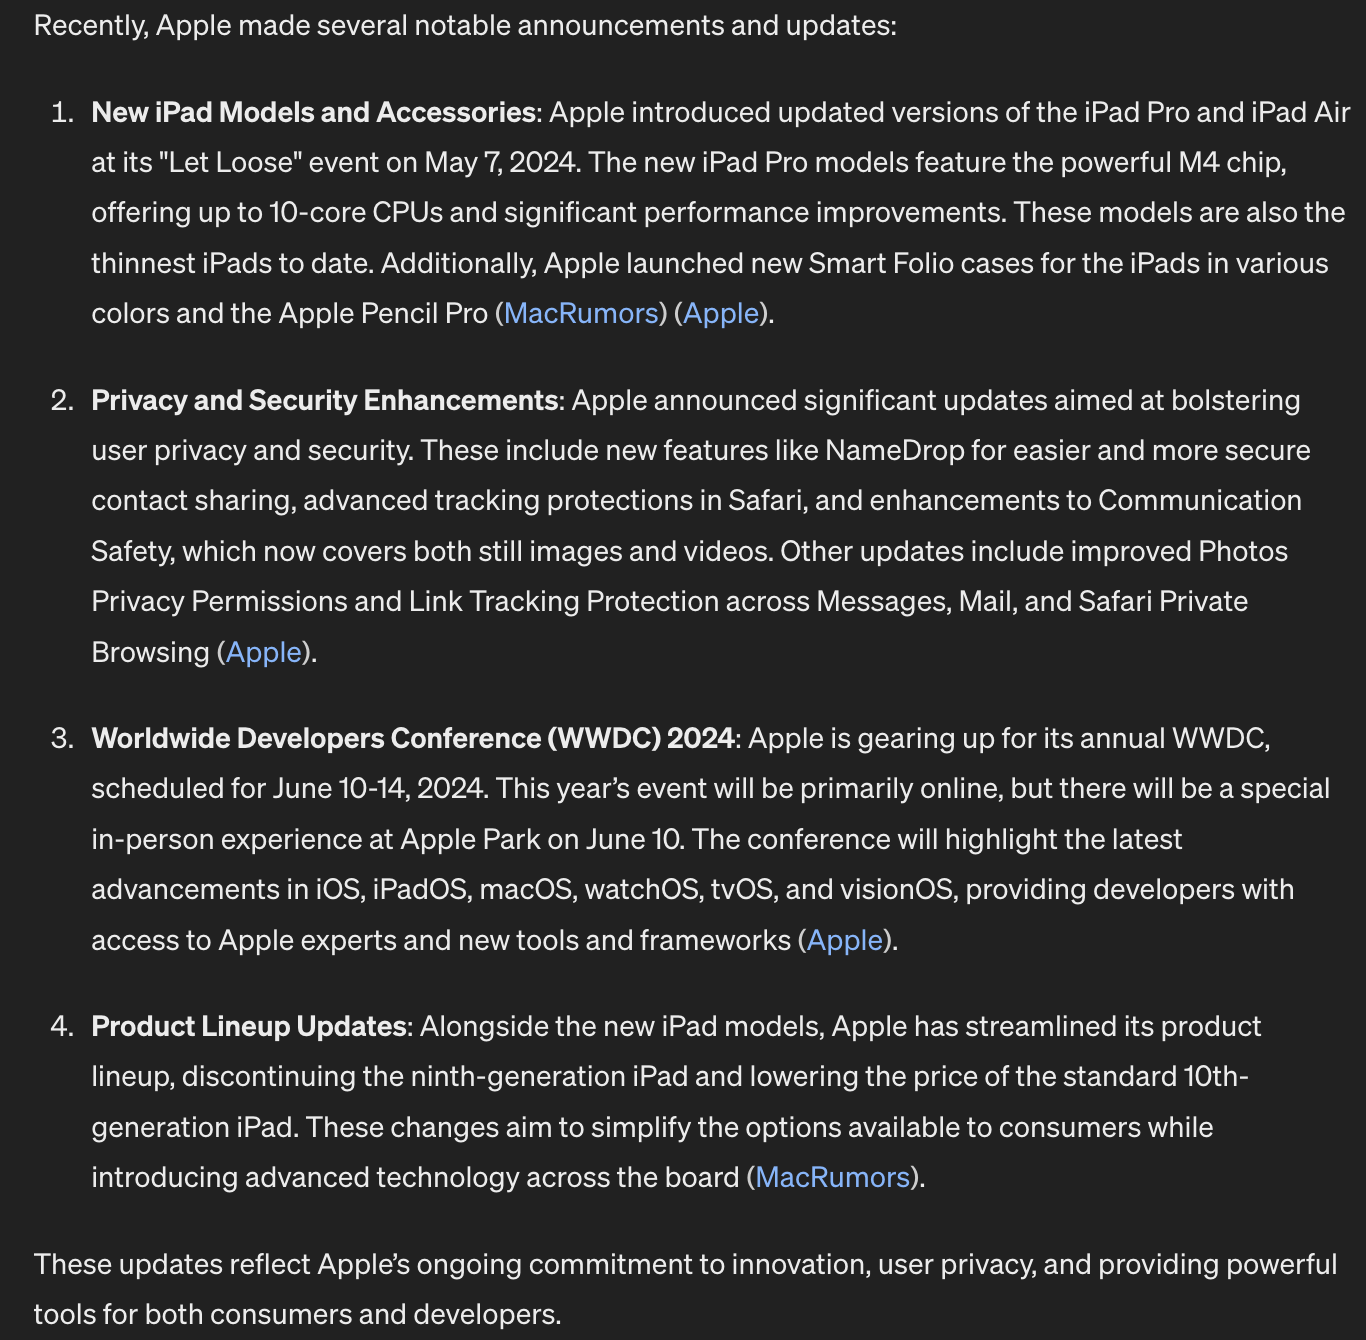 Recently, Apple made several notable announcements and updates:
1. New iPad Models and Accessories: Apple introduced updated versions of the iPad Pro and iPad Air
at its "Let Loose" event on May 7, 2024. The new iPad Pro models feature the powerful M4 chip,
offering up to 10-core CPUs and significant performance improvements. These models are also the
thinnest iPads to date. Additionally, Apple launched new Smart Folio cases for the iPads in various
colors and the Apple Pencil Pro (MacRumors) (Apple).
2. Privacy and Security Enhancements: Apple announced significant updates aimed at bolstering
user privacy and security. These include new features like NameDrop for easier and more secure
contact sharing, advanced tracking protections in Safari, and enhancements to Communication
Safety, which now covers both still images and videos. Other updates include improved Photos
Privacy Permissions and Link Tracking Protection across Messages, Mail, and Safari Private
Browsing (Apple).
3. Worldwide Developers Conference (WWDC) 2024: Apple is gearing up for its annual WWDC,
scheduled for June 10-14, 2024. This year’s event will be primarily online, but there will be a special
in-person experience at Apple Park on June 10. The conference will highlight the latest
advancements in iOS, iPadOS, macOS, watchOS, tvOS, and visionOS, providing developers with
access to Apple experts and new tools and frameworks (Apple).
4. Product Lineup Updates: Alongside the new iPad models, Apple has streamlined its product
lineup, discontinuing the ninth-generation iPad and lowering the price of the standard 10th-
generation iPad. These changes aim to simplify the options available to consumers while
introducing advanced technology across the board (MacRumors).
These updates reflect Apple’s ongoing commitment to innovation, user privacy, and providing powerful
tools for both consumers and developers.